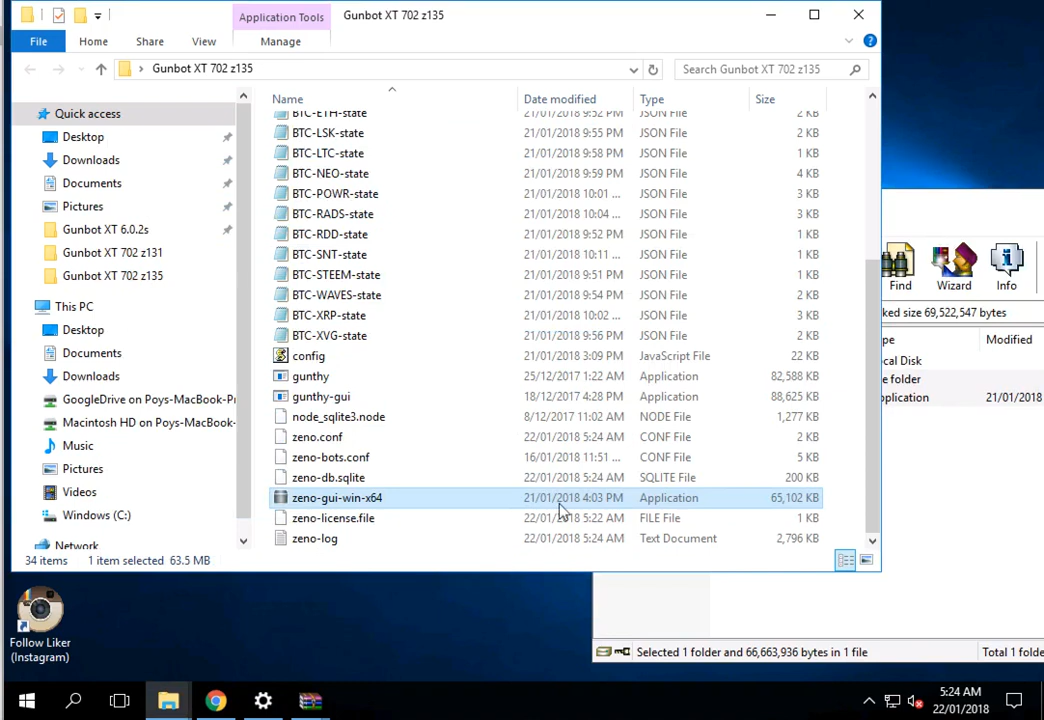 Application Tools
Gunbot XT 702 z135
File
Home
Share
View
Manage
Gunbot XT 702 z135
Search Gunbot XT 702 z135
Name
Date modified
Type
Size
Quick access
Desktop
Downloads
Documents
Pictures
Gunbot XT 6.0.2s
Gunbot XT 702 z131
Gunbot XT 702 z135
This PC
Desktop
Documents
Downloads
GoogleDrive on Poys-MacBook-Pr
Macintosh HD on Poys-MacBook-
Music
Pictures
Videos
Windows (C:)
Network
BTC-ETH-state 21/01/2018 9:52 PM JSON File 2 KB
BTC-LSK-state 21/01/2018 9:55 PM JSON File 2 KB
BTC-LTC-state 21/01/2018 9:58 PM JSON File 1 KB
BTC-NEO-state 21/01/2018 9:59 PM JSON File 4 KB
BTC-POWR-state 21/01/2018 10:01 ... JSON File 3 KB
BTC-RADS-state 21/01/2018 10:04 ... JSON File 3 KB
BTC-RDD-state 21/01/2018 9:52 PM JSON File 3 KB
BTC-SNT-state 21/01/2018 10:11 ... JSON File 1 KB
BTC-STEEM-state 21/01/2018 9:51 PM JSON File 3 KB
BTC-WAVES-state 21/01/2018 9:54 PM JSON File 1 KB
BTC-XRP-state 21/01/2018 10:02 ... JSON File 3 KB
BTC-XVG-state 21/01/2018 9:56 PM JSON File 3 KB
config 21/01/2018 3:09 PM JavaScript File 22 KB
gunthy 25/12/2017 1:22 AM Application 82,588 KB
gunthy-gui 18/12/2017 4:28 PM Application 88,625 KB
node_sqlite3.node 8/12/2017 11:02 AM NODE File 1,277 KB
zeno.conf 22/01/2018 5:24 AM CONF File 2 KB
zeno-bots.conf 16/01/2018 11:51 ... CONF File 5 KB
zeno-db.sqlite 22/01/2018 5:24 AM SQLITE File 200 KB
zeno-gui-win-x64 21/01/2018 4:03 PM Application 65,102 KB
zeno-license.file 22/01/2018 5:22 AM FILE File 1 KB
zeno-log 22/01/2018 5:24 AM Text Document 2,796 KB
34 items
1 item selected 63.5 MB
Find
Wizard
Info
ked size 69,522,547 bytes
pe
Modified
cal Disk
e folder
pplication
21/01/2018
Selected 1 folder and 66,663,936 bytes in 1 file
Total 1 folde
Follow Liker
(Instagram)
5:24 AM
22/01/2018